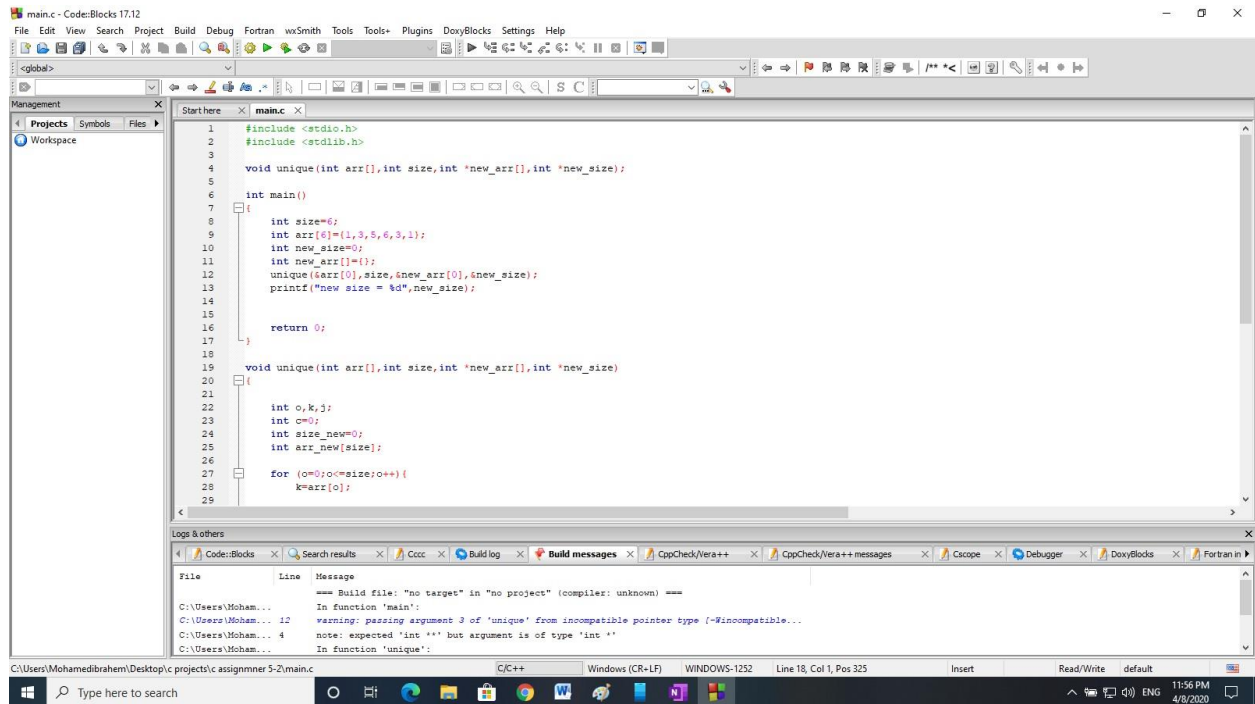 main.c - Code::Blocks 17.12
File Edit View Search Project Build Debug Fortran wxSmith Tools Tools+ Plugins DoxyBlocks Settings Help
<global>
/** *<
S C
Management
Projects Symbols Files
Workspace
Start here main.c
1 #include <stdio.h>
2 #include <stdlib.h>
3
4 void unique(int arr[],int size,int *new_arr[],int *new_size);
5
6 int main()
7 {
8 int size=6;
9 int arr[6]={1,3,5,6,3,1};
10 int new_size=0;
11 int new_arr[]={};
12 unique(&arr[0],size,&new_arr[0],&new_size);
13 printf("new size = %d",new_size);
14
15
16 return 0;
17 }
18
19 void unique(int arr[],int size,int *new_arr[],int *new_size)
20 {
21
22 int o,k,j;
23 int c=0;
24 int size_new=0;
25 int arr_new[size];
26
27 for (o=0;o<=size;o++){
28 k=arr[o];
29
Logs & others
Code::Blocks Search results Cccc Build log Build messages CppCheck/Vera++ CppCheck/Vera++ messages Cscope Debugger DoxyBlocks Fortran in
File Line Message
=== Build file: "no target" in "no project" (compiler: unknown) ===
C:\Users\Moham... In function 'main':
C:\Users\Moham... 12 warning: passing argument 3 of 'unique' from incompatible pointer type [-Wincompatible...
C:\Users\Moham... 4 note: expected 'int **' but argument is of type 'int *'
C:\Users\Moham... In function 'unique':
C:\Users\Mohamedibrahem\Desktop\c projects\c assignmner 5-2\main.c C/C++ Windows (CR+LF) WINDOWS-1252 Line 18, Col 1, Pos 325 Insert Read/Write default
Type here to search ENG 11:56 PM
4/8/2020